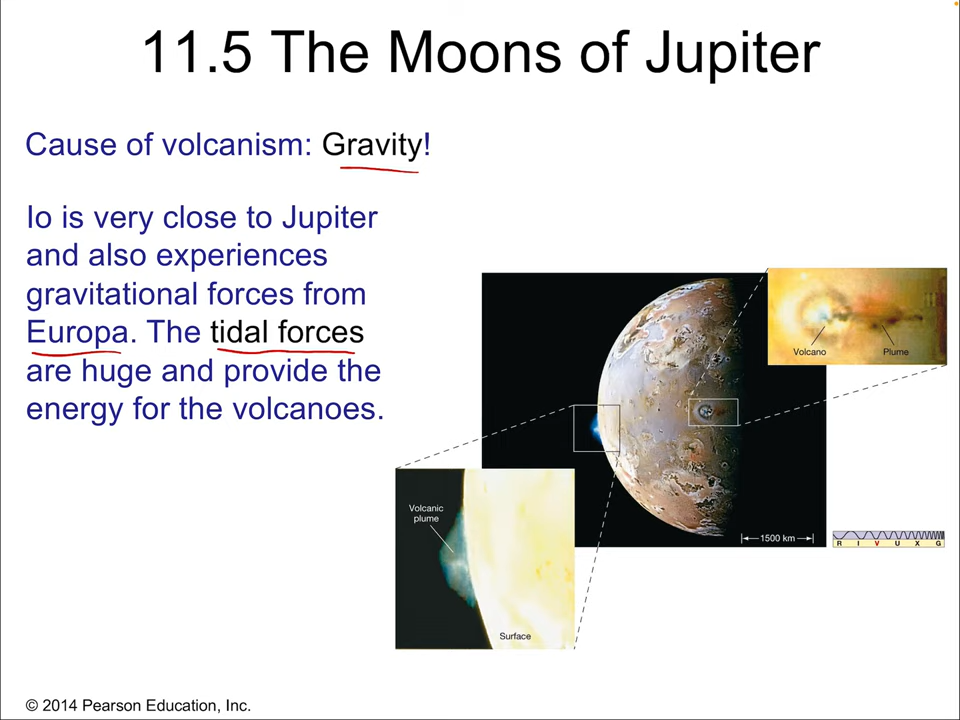 11.5 The Moons of Jupiter
Cause of volcanism: Gravity!
Io is very close to Jupiter
and also experiences
gravitational forces from
Europa. The tidal forces
are huge and provide the
energy for the volcanoes.
Volcano
Plume
Volcanic
plume
1500 km
R I V U X G
Surface
© 2014 Pearson Education, Inc.